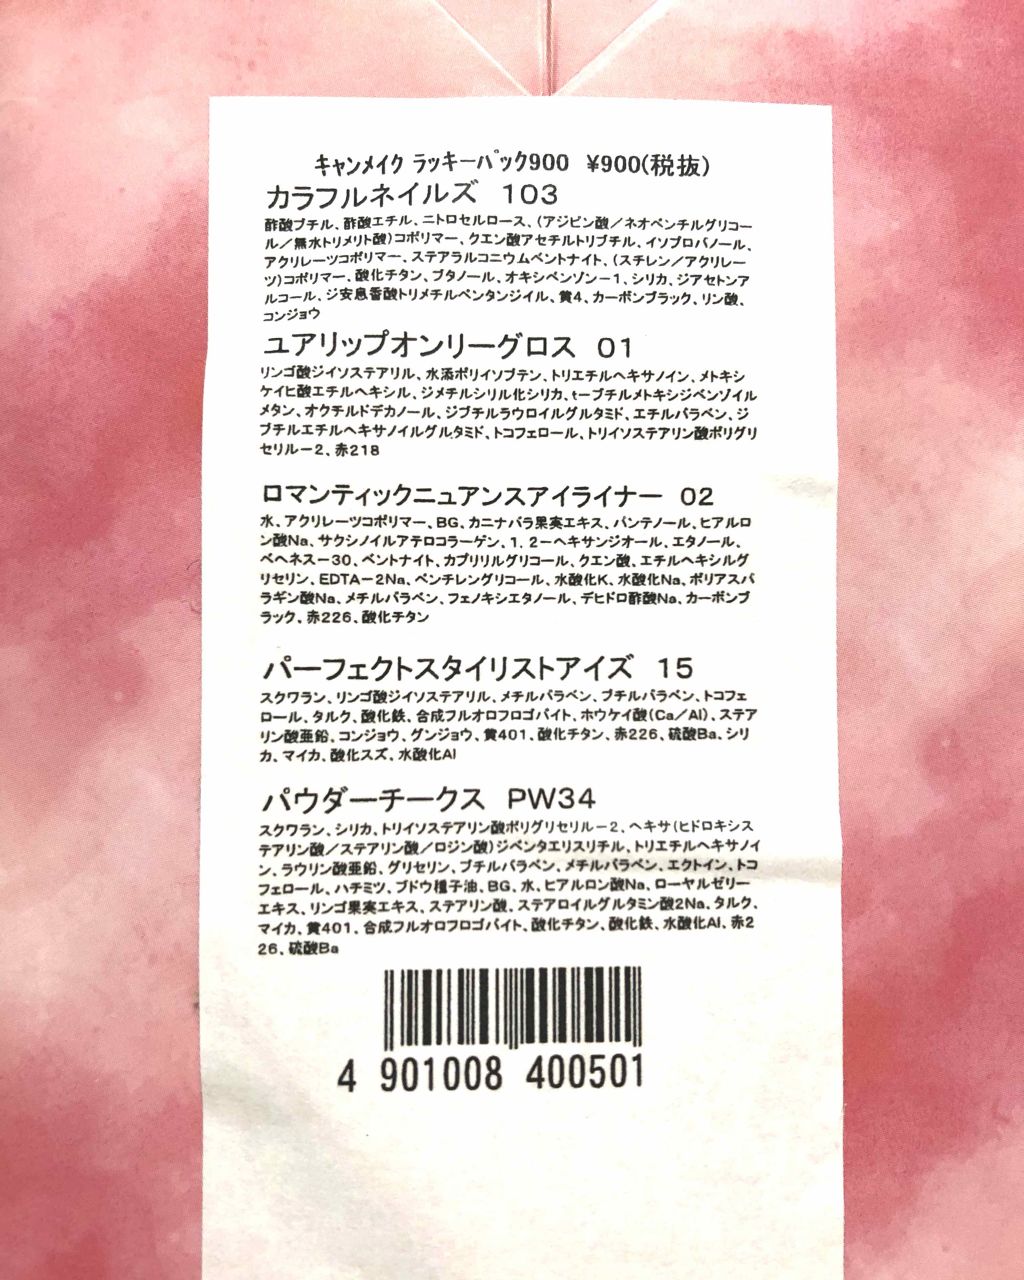 キャンメイク ラッキーパック900 ¥900(税抜)
カラフルネイルズ 103
酢酸ブチル、酢酸エチル、ニトロセルロース、(アジピン酸／ネオペンチルグリコー
ル／無水トリメリト酸)コポリマー、クエン酸アセチルトリブチル、イソプロパノール、
アクリレーツコポリマー、ステアラルコニウムベントナイト、(スチレン／アクリレー
ツ)コポリマー、酸化チタン、ブタノール、オキシベンゾン－1、シリカ、ジアセトンア
ルコール、ジ安息香酸トリメチルペンタンジイル、黄4、カーボンブラック、リン酸、
コンジョウ
ユアリップオンリーグロス 01
リンゴ酸ジイソステアリル、水添ポリイソブテン、トリエチルヘキサノイン、メトキシ
ケイヒ酸エチルヘキシル、ジメチルシリル化シリカ、t－ブチルメトキシジベンゾイル
メタン、オクチルドデカノール、ジブチルラウロイルグルタミド、エチルパラベン、ジ
ブチルエチルヘキサノイルグルタミド、トコフェロール、トリイソステアリン酸ポリグリ
セリル－2、赤218
ロマンティックニュアンスアイライナー 02
水、アクリレーツコポリマー、BG、カニナバラ果実エキス、パンテノール、ヒアルロ
ン酸Na、サクシノイルアテロコラーゲン、1，2－ヘキサンジオール、エタノール、
ベヘネス－30、ベントナイト、カプリリルグリコール、クエン酸、エチルヘキシルグ
リセリン、EDTA－2Na、ペンチレングリコール、水酸化K、水酸化Na、ポリアスパ
ラギン酸Na、メチルパラベン、フェノキシエタノール、デヒドロ酢酸Na、カーボンブ
ラック、赤226、酸化チタン
パーフェクトスタイリストアイズ 15
スクワラン、リンゴ酸ジイソステアリル、メチルパラベン、ブチルパラベン、トコフェ
ロール、タルク、酸化鉄、合成フルオロフロゴパイト、ホウケイ酸(Ca／Al)、ステア
リン酸亜鉛、コンジョウ、グンジョウ、黄401、酸化チタン、赤226、硫酸Ba、シリ
カ、マイカ、酸化スズ、水酸化Al
パウダーチークス PW34
スクワラン、シリカ、トリイソステアリン酸ポリグリセリル－2、ヘキサ(ヒドロキシス
テアリン酸／ステアリン酸／ロジン酸)ジペンタエリスリチル、トリエチルヘキサノイ
ン、ラウリン酸亜鉛、グリセリン、ブチルパラベン、メチルパラベン、エクトイン、トコ
フェロール、ハチミツ、ブドウ種子油、BG、水、ヒアルロン酸Na、ローヤルゼリー
エキス、リンゴ果実エキス、ステアリン酸、ステアロイルグルタミン酸2Na、タルク、
マイカ、黄401、合成フルオロフロゴパイト、酸化チタン、酸化鉄、水酸化Al、赤2
26、硫酸Ba
4 901008 400501